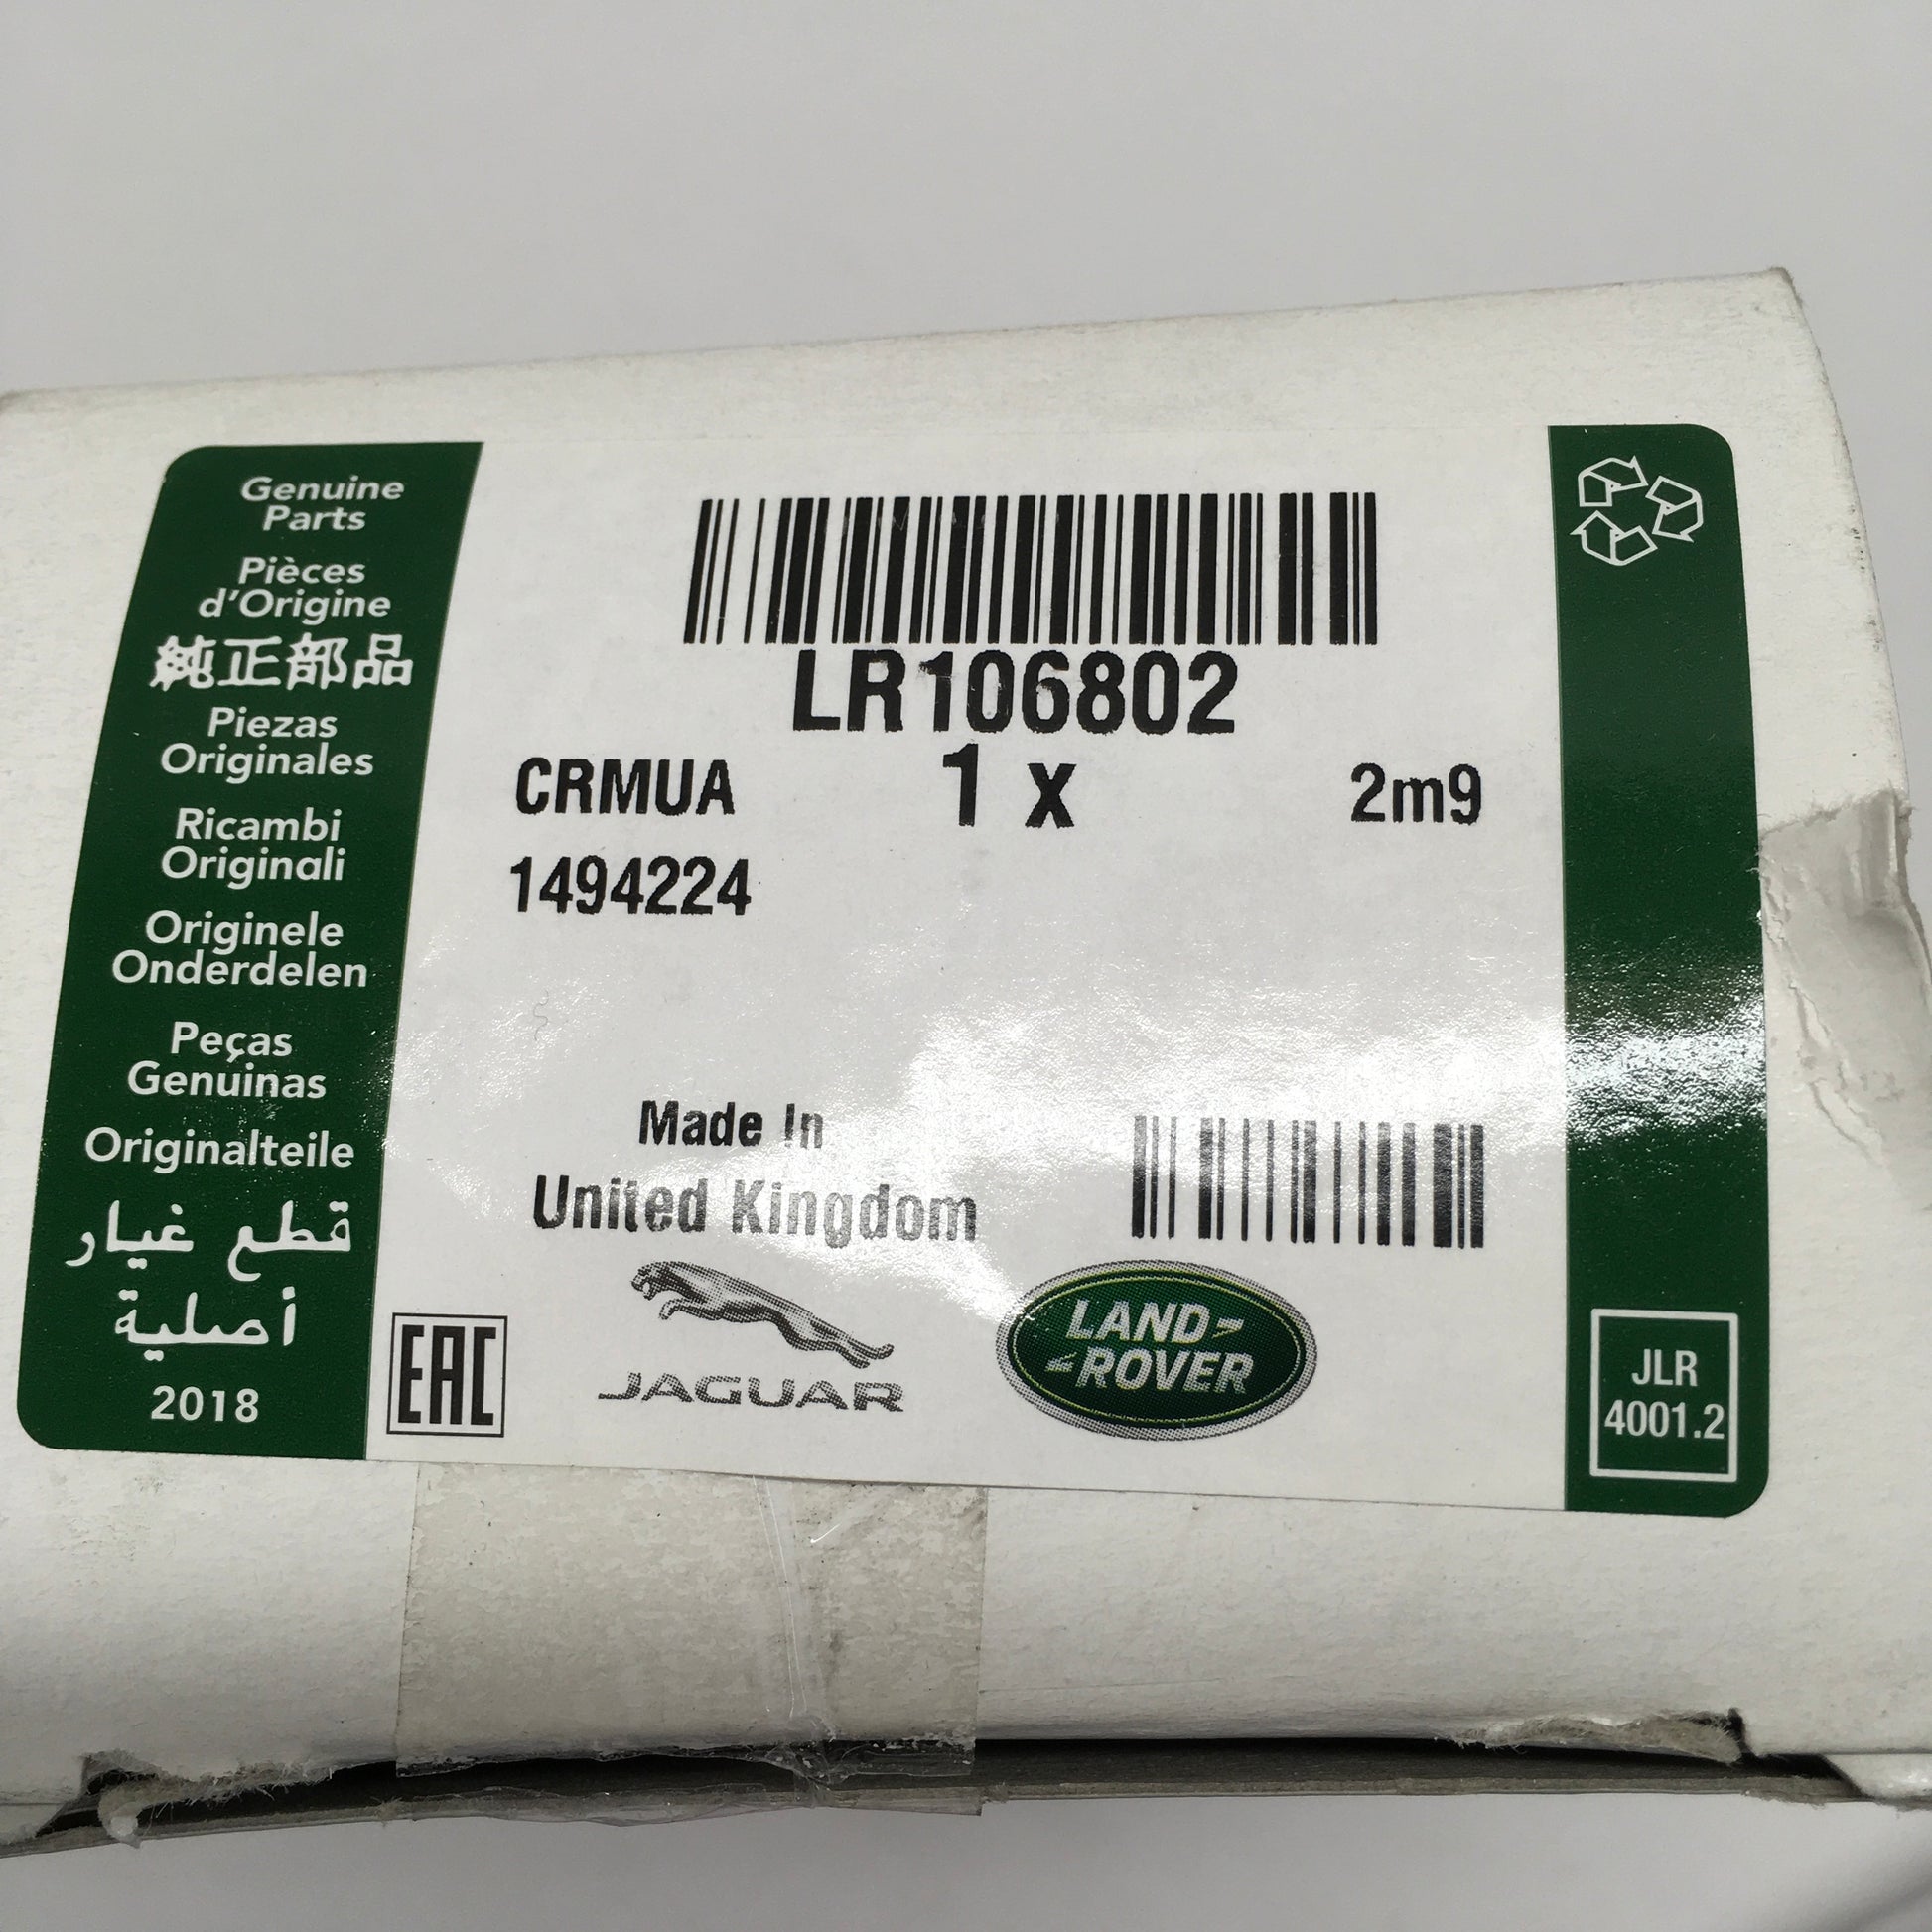 Genuine
Parts
Pièces
d'Origine
純正部品
Piezas
Originales
Ricambi
Originali
Originele
Onderdelen
Peças
Genuínas
Originalteile
قطع غيار
أصلية
2018
LR106802
CRMUA 1 x 2m9
1494224
Made In
United Kingdom
EAC
JAGUAR
LAND-
-ROVER
JLR
4001.2